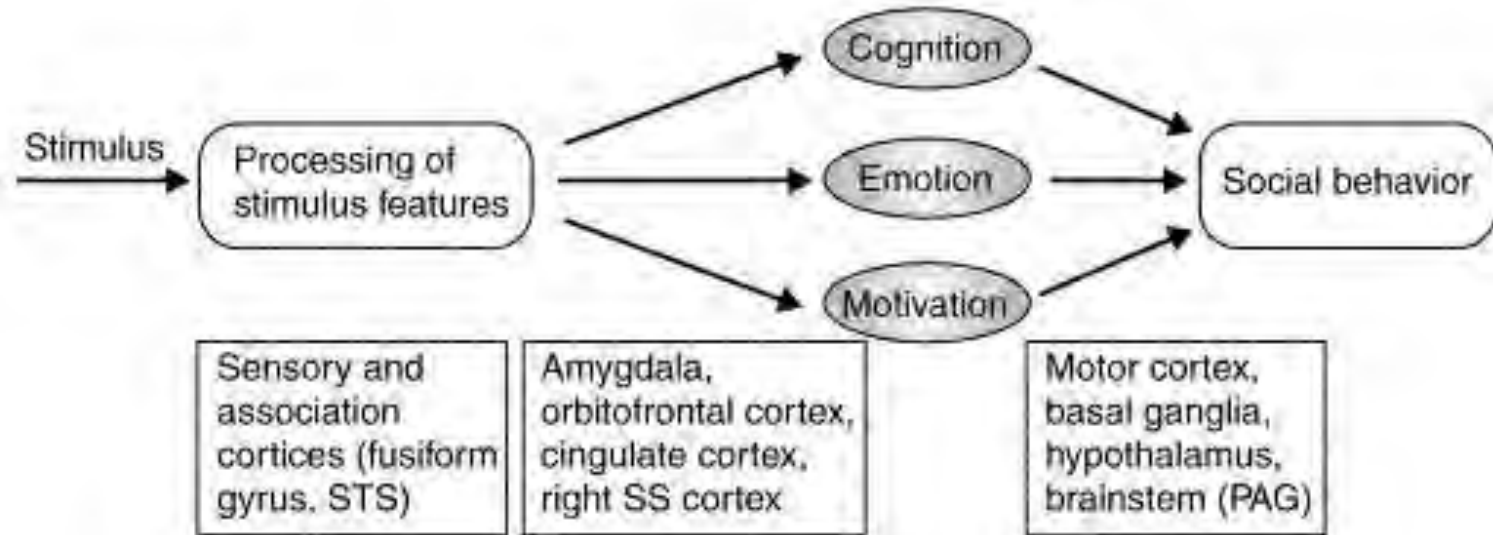 Cognition
Stimulus
Processing of
stimulus features
Emotion
Social behavior
Motivation
Sensory and
association
cortices (fusiform
gyrus, STS)
Amygdala,
orbitofrontal cortex,
cingulate cortex,
right SS cortex
Motor cortex,
basal ganglia,
hypothalamus,
brainstem (PAG)